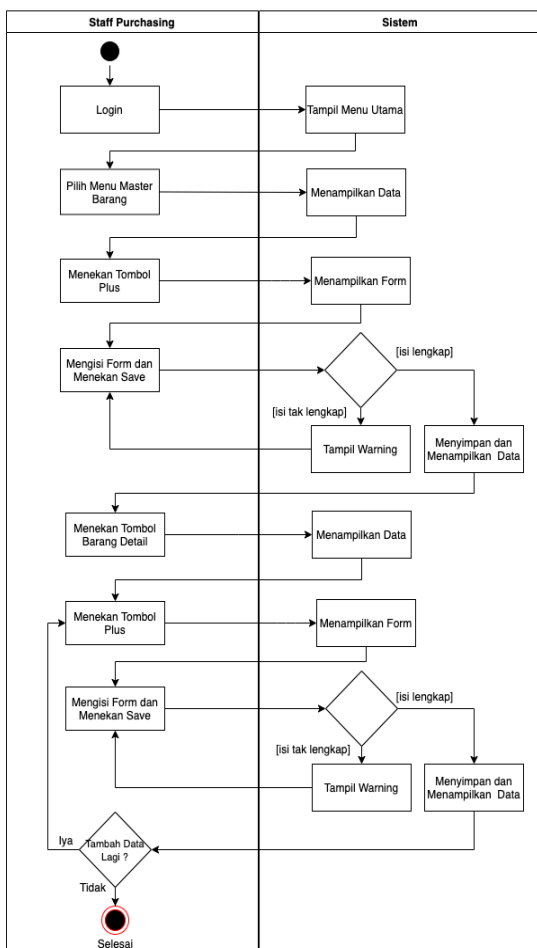 Staff Purchasing
Sistem
Login
Tampil Menu Utama
Pilih Menu Master
Barang
Menampilkan Data
Menekan Tombol
Plus
Menampilkan Form
Mengisi Form dan
Menekan Save
[isi lengkap]
[isi tak lengkap]
Tampil Warning
Menyimpan dan
Menampilkan Data
Menekan Tombol
Barang Detail
Menampilkan Data
Menekan Tombol
Plus
Menampilkan Form
Mengisi Form dan
Menekan Save
[isi lengkap]
[isi tak lengkap]
Tampil Warning
Menyimpan dan
Menampilkan Data
Iya
Tambah Data
Lagi ?
Tidak
Selesai